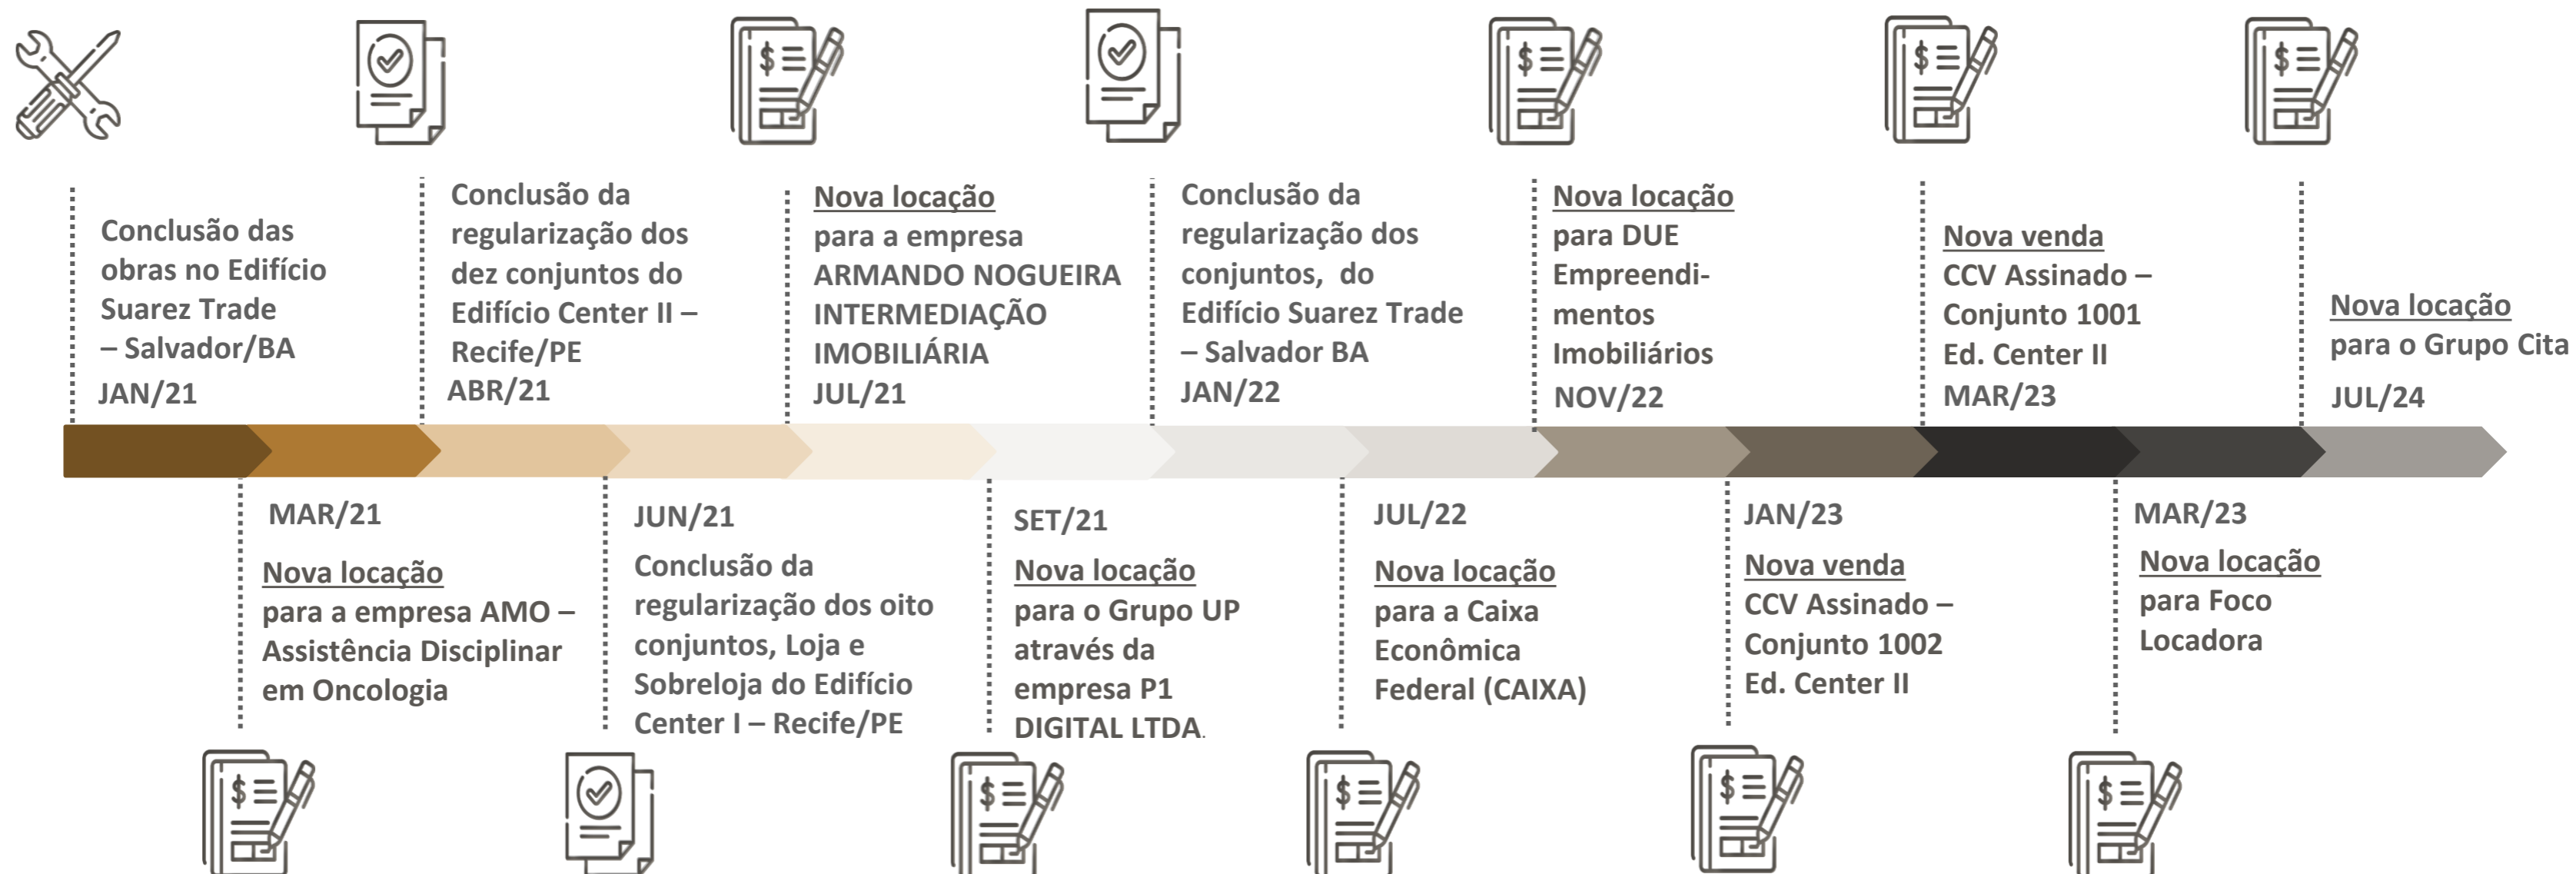 Conclusão das
obras no Edifício
Suarez Trade
– Salvador/BA
JAN/21
Conclusão da
regularização dos
dez conjuntos do
Edifício Center II –
Recife/PE
ABR/21
Nova locação
para a empresa
ARMANDO NOGUEIRA
INTERMEDIAÇÃO
IMOBILIÁRIA
JUL/21
Conclusão da
regularização dos
conjuntos, do
Edifício Suarez Trade
– Salvador BA
JAN/22
Nova locação
para DUE
Empreendi-
mentos
Imobiliários
NOV/22
Nova venda
CCV Assinado –
Conjunto 1001
Ed. Center II
MAR/23
Nova locação
para o Grupo Cita
JUL/24
MAR/21
Nova locação
para a empresa AMO –
Assistência Disciplinar
em Oncologia
JUN/21
Conclusão da
regularização dos oito
conjuntos, Loja e
Sobreloja do Edifício
Center I – Recife/PE
SET/21
Nova locação
para o Grupo UP
através da
empresa P1
DIGITAL LTDA.
JUL/22
Nova locação
para a Caixa
Econômica
Federal (CAIXA)
JAN/23
Nova venda
CCV Assinado –
Conjunto 1002
Ed. Center II
MAR/23
Nova locação
para Foco
Locadora